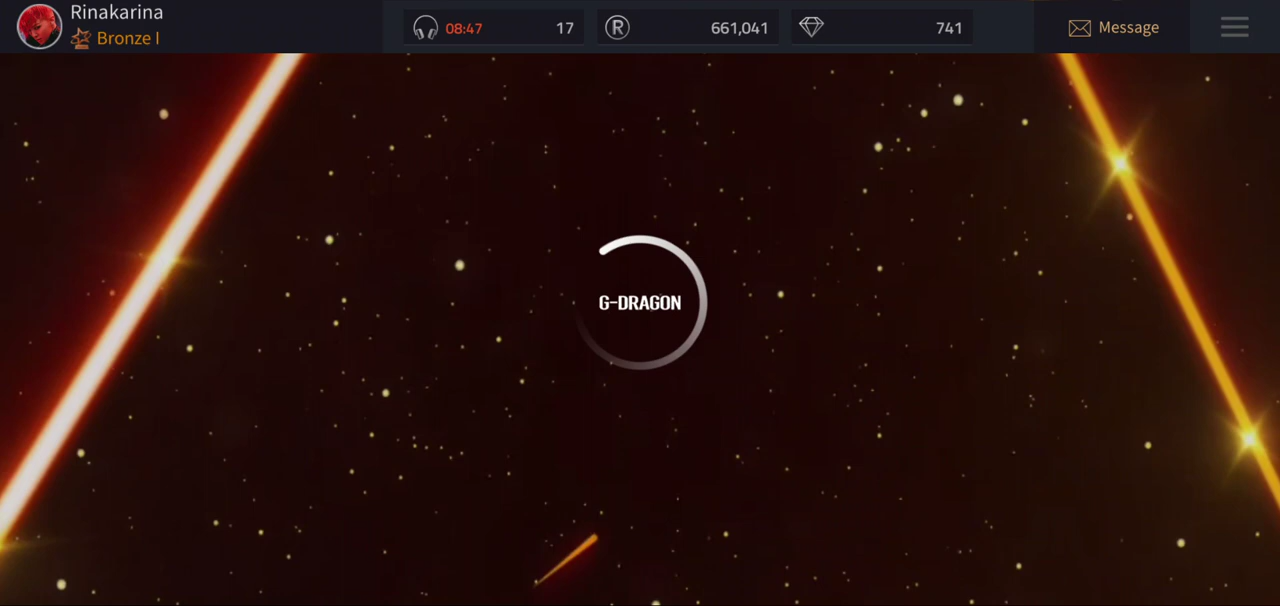 Rinakarina
Bronze I
08:47
17
R
661,041
741
Message
G-DRAGON